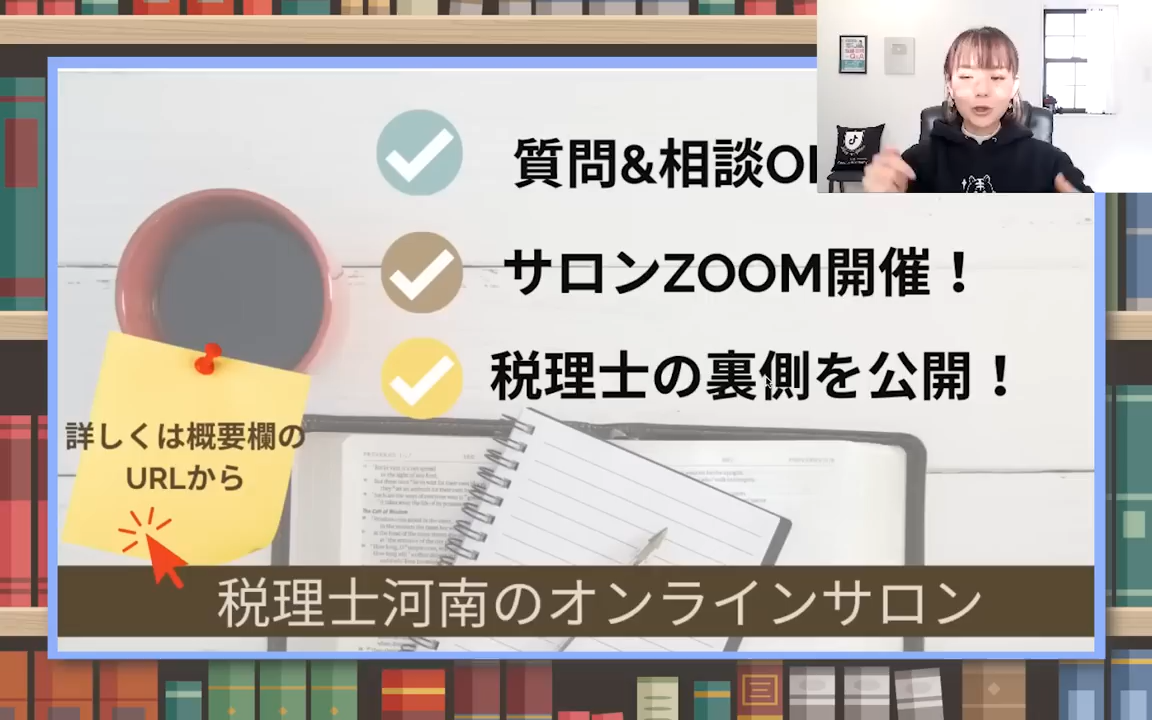 質問&相談O
サロンZOOM開催！
税理士の裏側を公開！
詳しくは概要欄の
URLから
税理士河南のオンラインサロン